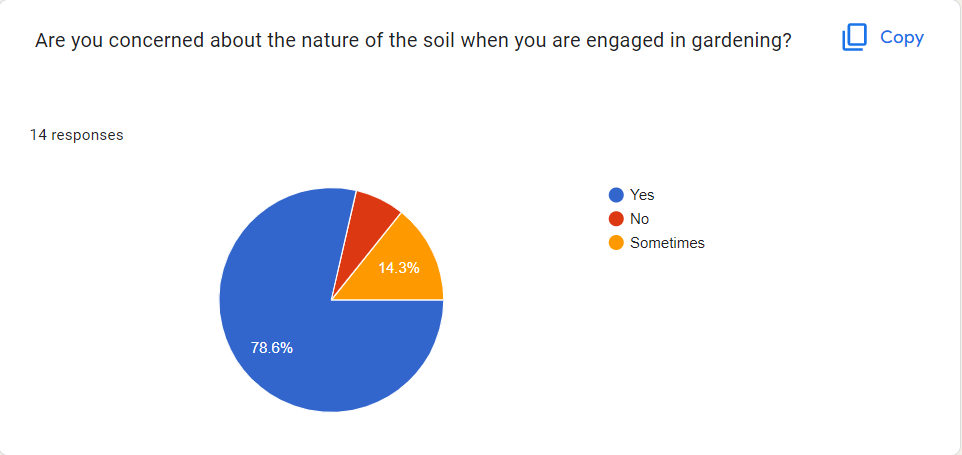 Are you concerned about the nature of the soil when you are engaged in gardening?
Copy
14 responses
Yes
No
Sometimes
14.3%
78.6%